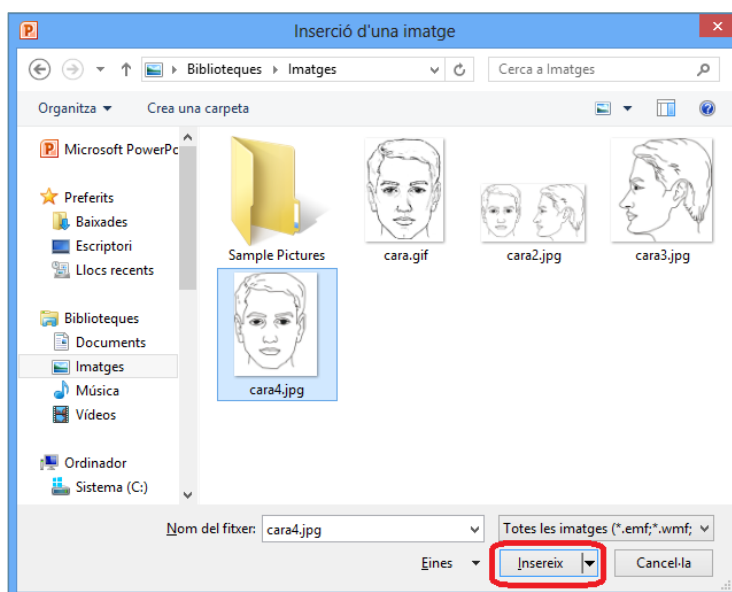 Inserció d'una imatge
Biblioteques Imatges
Cerca a Imatges
Organitza Crea una carpeta
Microsoft PowerPc
Preferits
Baixades
Escriptori
Llocs recents
Biblioteques
Documents
Imatges
Música
Vídeos
Ordinador
Sistema (C:)
Sample Pictures
cara.gif
cara2.jpg
cara3.jpg
cara4.jpg
Nom del fitxer: cara4.jpg
Totes les imatges (*.emf;*.wmf;
Eines Insereix Cancel·la